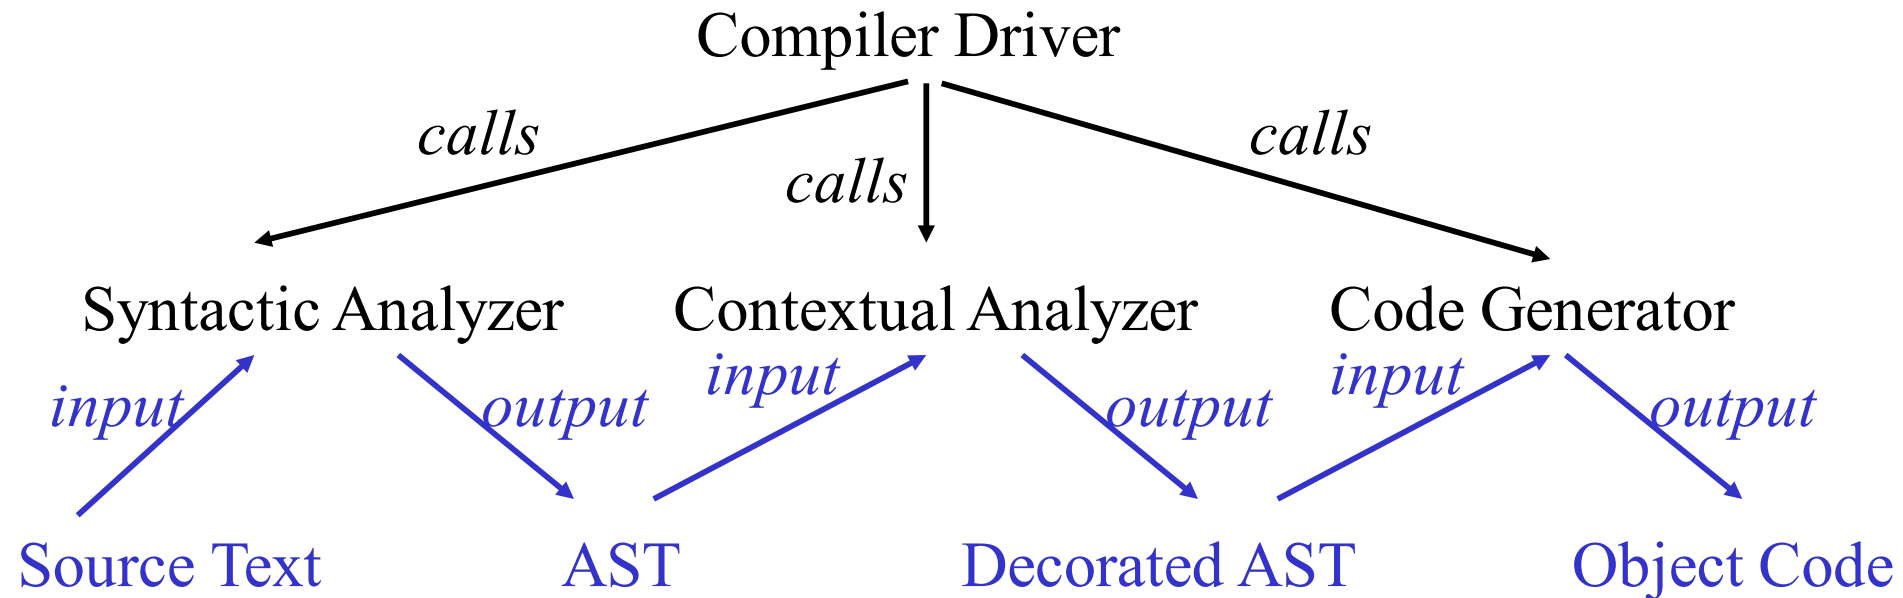 Compiler Driver
calls
calls
calls
Syntactic Analyzer
Contextual Analyzer
Code Generator
input
output
input
output
input
output
Source Text
AST
Decorated AST
Object Code